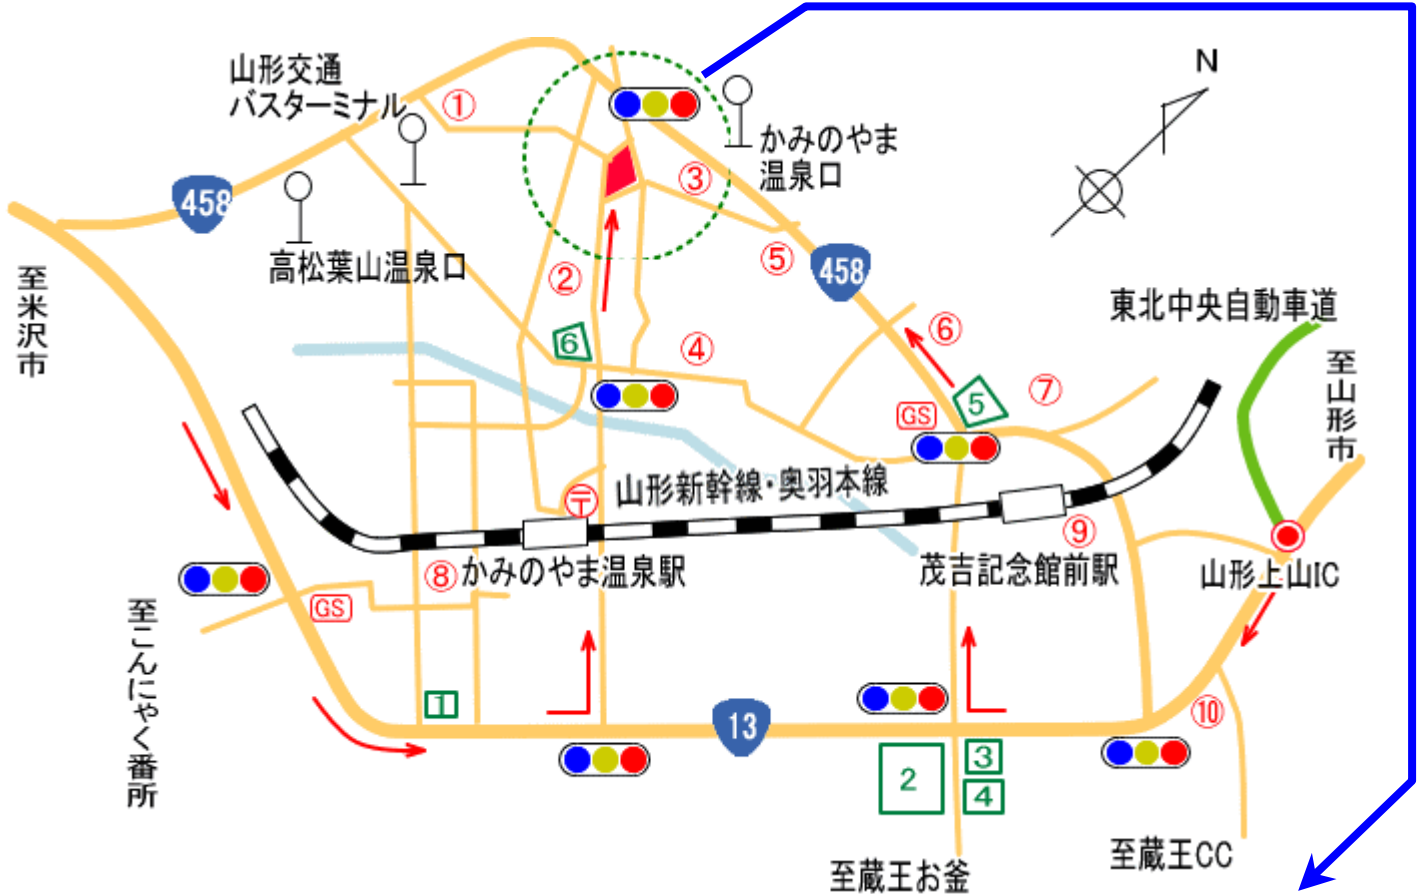 山形交通
バスターミナル
①
N
かみのやま
温泉口
③
458
高松葉山温泉口
②
⑤
458
至米沢市
東北中央自動車道
⑥
6
④
至山形市
⑦
5
GS
山形新幹線・奥羽本線
〒
⑨
⑧
かみのやま温泉駅
茂吉記念館前駅
山形上山IC
GS
至こんにゃく番所
1
13
⑩
2
3
4
至蔵王お釜
至蔵王CC